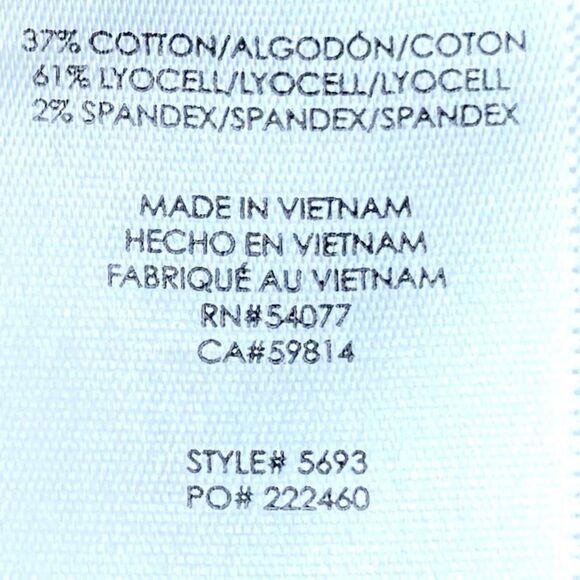 37% COTTON/ALGODÓN/COTON
61% LYOCELL/LYOCELL/LYOCELL
2% SPANDEX/SPANDEX/SPANDEX
MADE IN VIETNAM
HECHO EN VIETNAM
FABRIQUÉ AU VIETNAM
RN#54077
CA#59814
STYLE# 5693
PO# 222460